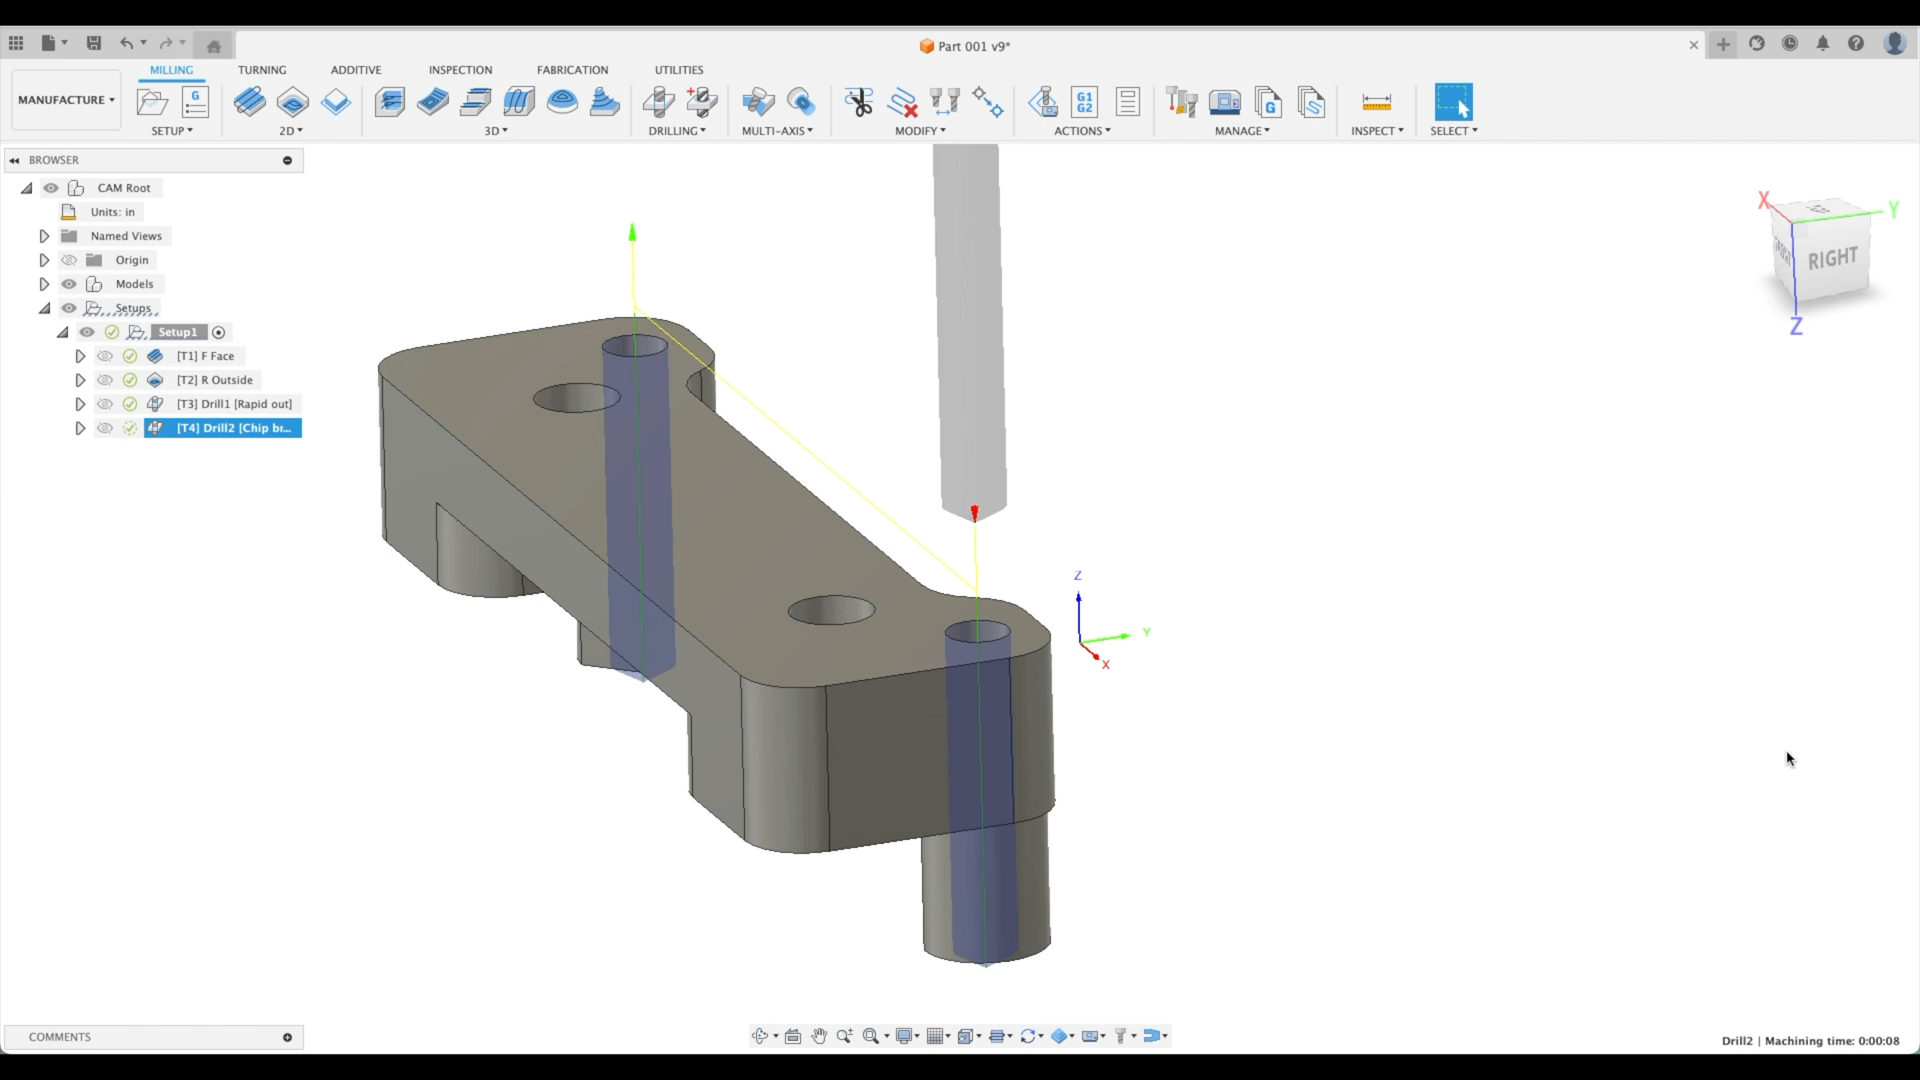 Part 001 v9*
MILLING TURNING ADDITIVE INSPECTION FABRICATION UTILITIES
MANUFACTURE
G G1 G2 G
SETUP 2D 3D DRILLING MULTI-AXIS MODIFY ACTIONS MANAGE INSPECT SELECT
BROWSER
CAM Root
Units: in
Named Views
Origin
Models
Setups
Setup1
[T1] F Face
[T2] R Outside
[T3] Drill1 [Rapid out]
[T4] Drill2 [Chip br...
X Y
RIGHT
Z
Z
Y
X
COMMENTS
Drill2 | Machining time: 0:00:08